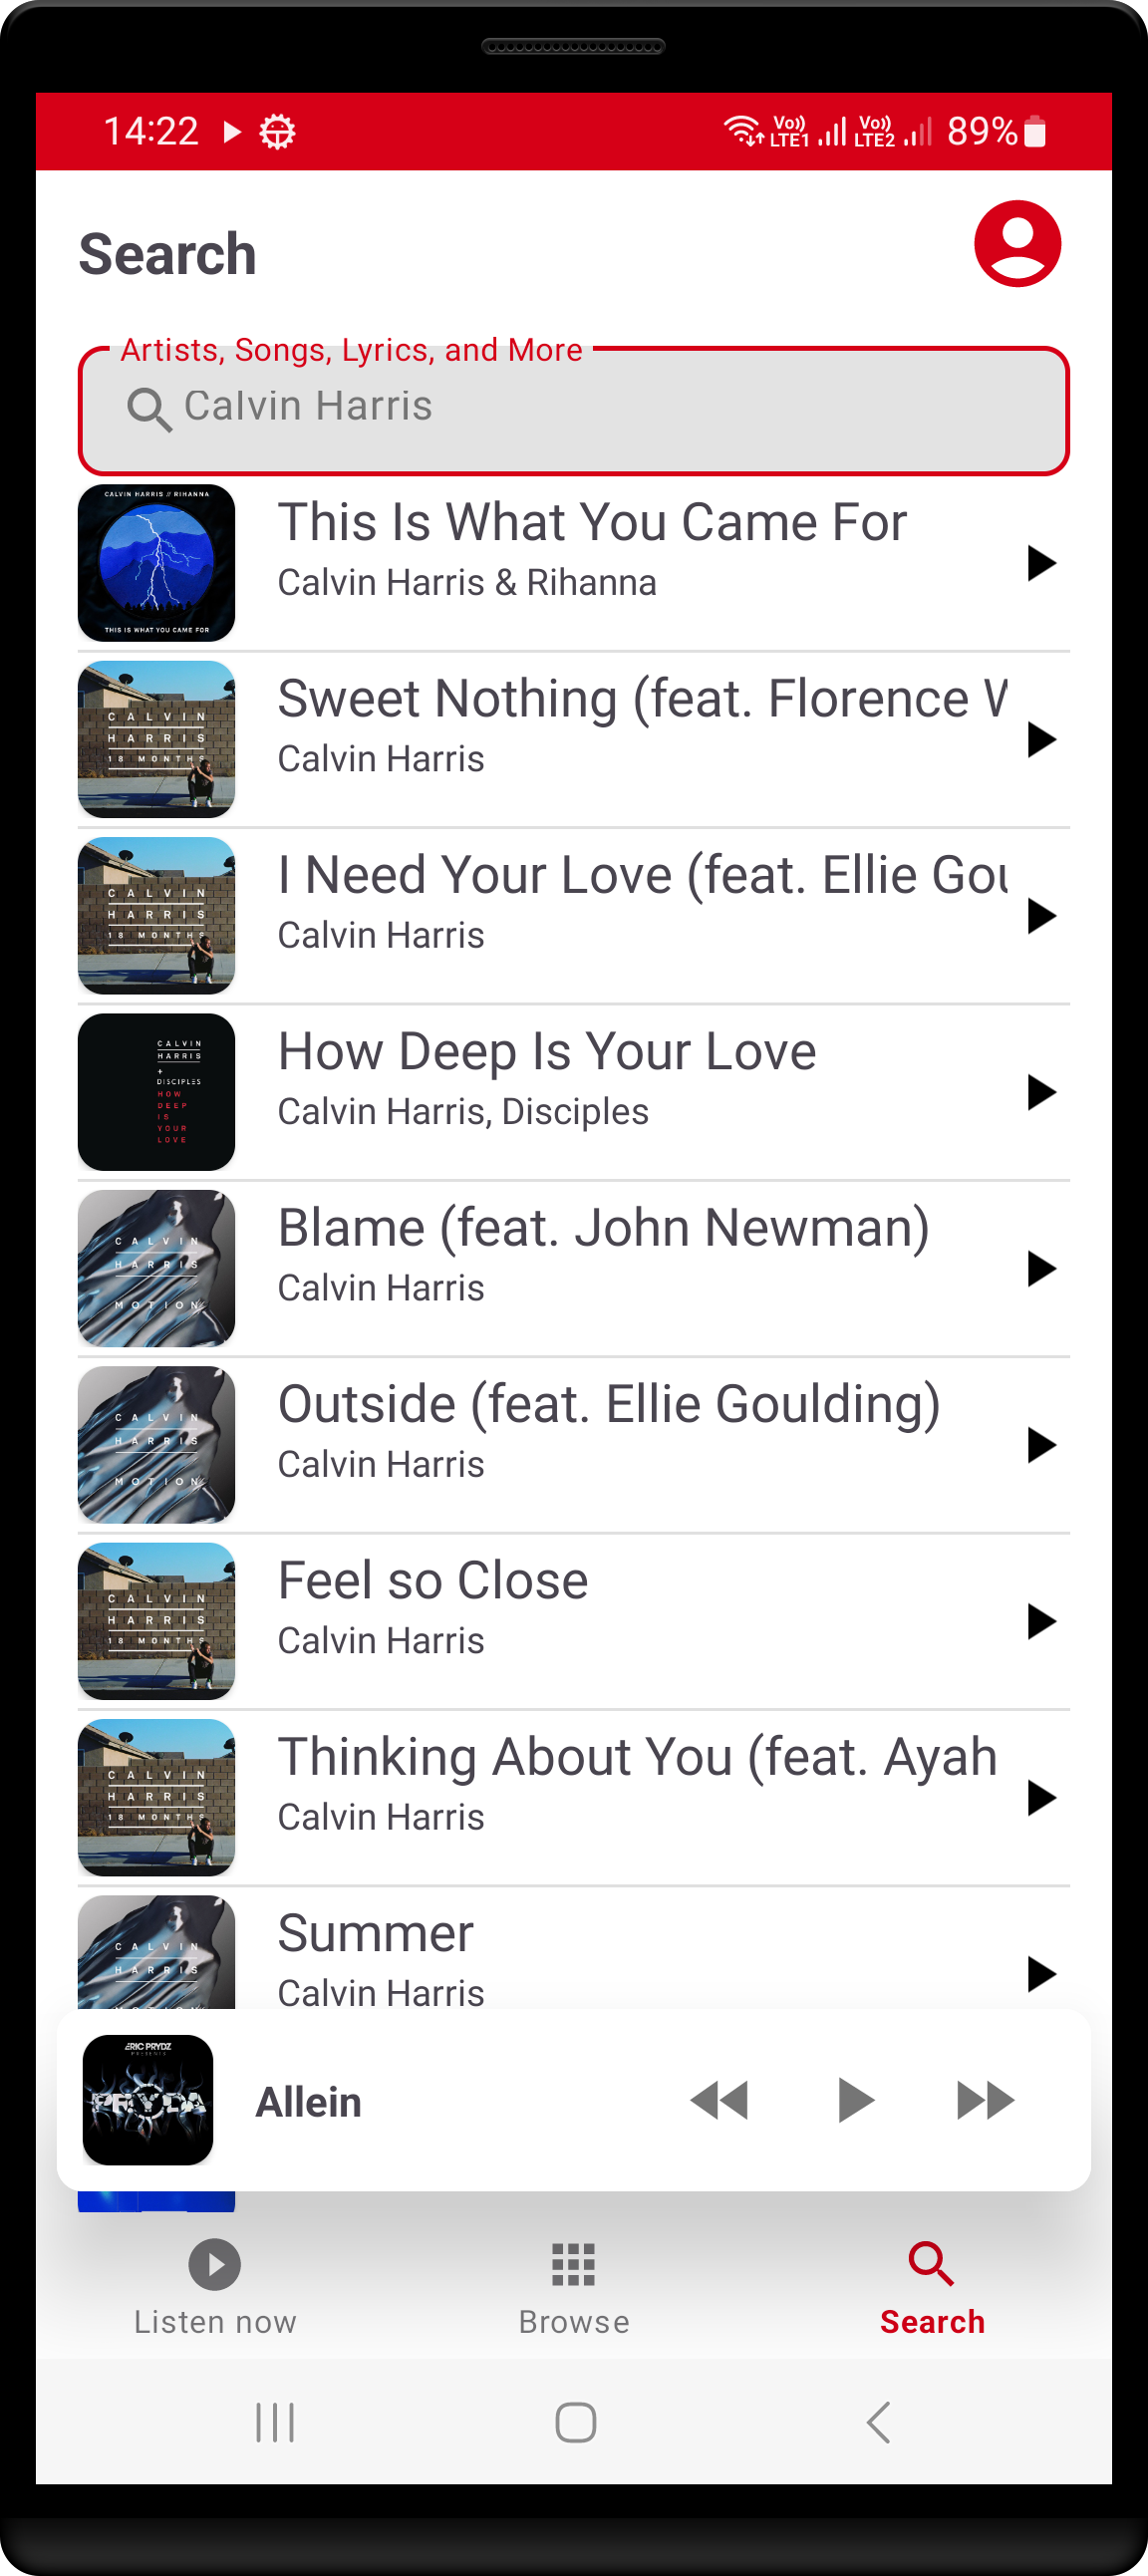 14:22
Vo)) LTE1 Vo)) LTE2 89%
Search
Artists, Songs, Lyrics, and More
Calvin Harris
CALVIN HARRIS // RIHANNA
THIS IS WHAT YOU CAME FOR
This Is What You Came For
Calvin Harris & Rihanna
CALVIN
HARRIS
18 MONTHS
Sweet Nothing (feat. Florence W
Calvin Harris
CALVIN
HARRIS
18 MONTHS
I Need Your Love (feat. Ellie Gou
Calvin Harris
CALVIN
HARRIS
+
DISCIPLES
HOW
DEEP
IS
YOUR
LOVE
How Deep Is Your Love
Calvin Harris, Disciples
CALVIN
HARRIS
MOTION
Blame (feat. John Newman)
Calvin Harris
CALVIN
HARRIS
MOTION
Outside (feat. Ellie Goulding)
Calvin Harris
CALVIN
HARRIS
18 MONTHS
Feel so Close
Calvin Harris
CALVIN
HARRIS
18 MONTHS
Thinking About You (feat. Ayah
Calvin Harris
CALVIN
HARRIS
Summer
Calvin Harris
ERIC PRYDZ
PRESENTS
PRYDA
Allein
Listen now
Browse
Search